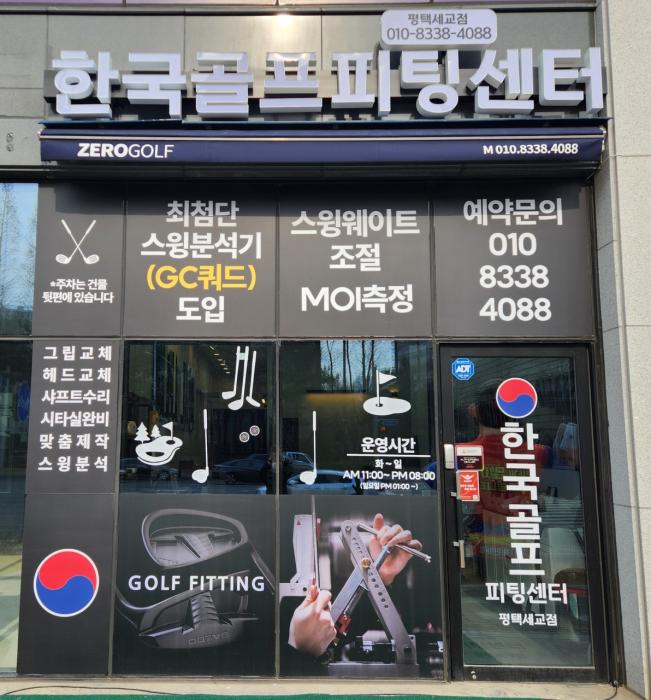 평택세교점
010-8338-4088
한국골프피팅센터
ZEROGOLF
M 010.8338.4088
*주차는 건물
뒷편에 있습니다
최첨단
스윙분석기
(GC쿼드)
도입
스윙웨이트
조절
MOI측정
예약문의
010
8338
4088
그립교체
헤드교체
샤프트수리
시타실완비
맞춤제작
스윙분석
운영시간
화~일
AM 11:00~ PM 08:00
(일요일 PM 01:00~)
GOLF FITTING
ADT
한국골프
피팅센터
평택세교점